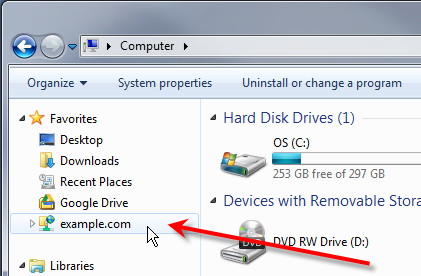 Computer
Organize System properties Uninstall or change a program
Favorites
Desktop
Downloads
Recent Places
Google Drive
example.com
Libraries
Hard Disk Drives (1)
OS (C:)
253 GB free of 297 GB
Devices with Removable Stora
DVD
DVD RW Drive (D:)